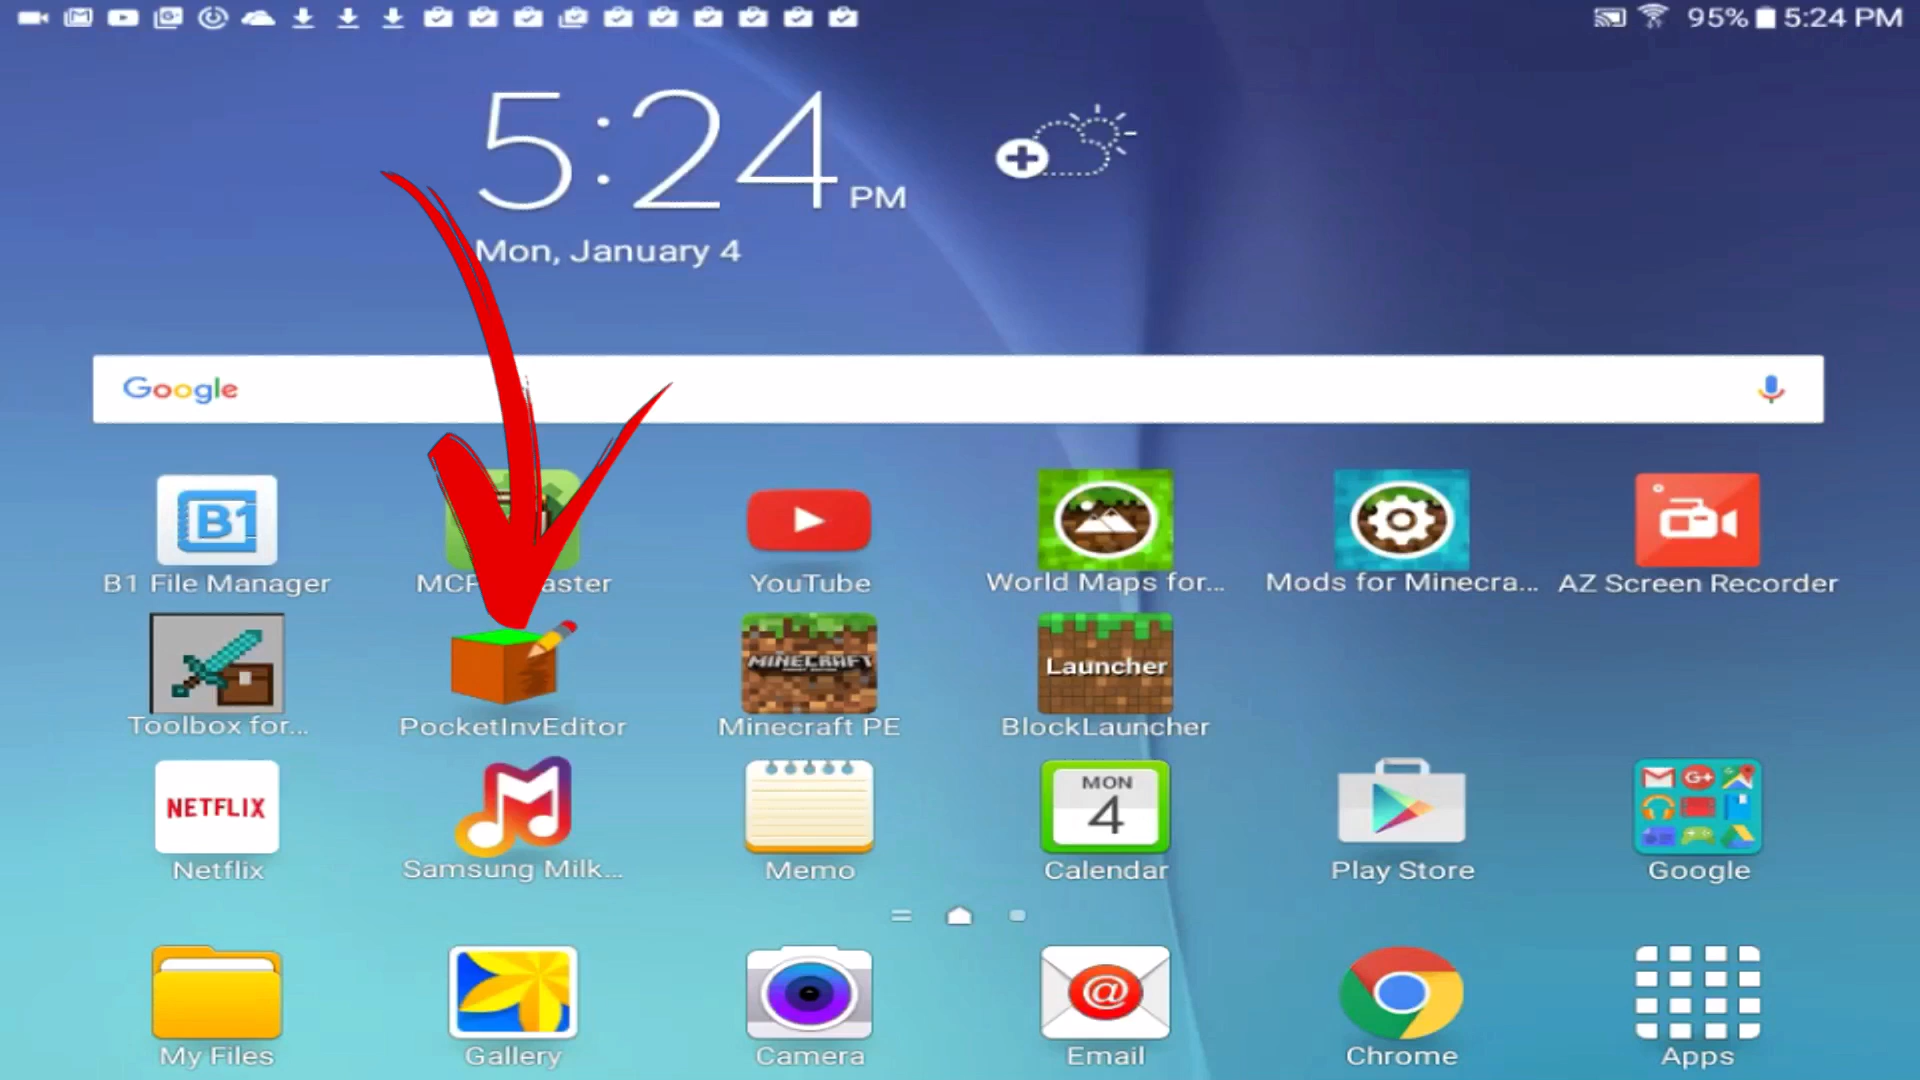 95% 5:24 PM
5:24 PM
Mon, January 4
Google
B1
B1 File Manager
YouTube
World Maps for...
Mods for Minecra...
AZ Screen Recorder
MINECRAFT
Launcher
Toolbox for...
PocketInvEditor
Minecraft PE
BlockLauncher
NETFLIX
MON
4
G+
Netflix
Samsung Milk...
Memo
Calendar
Play Store
Google
@
My Files
Gallery
Camera
Email
Chrome
Apps